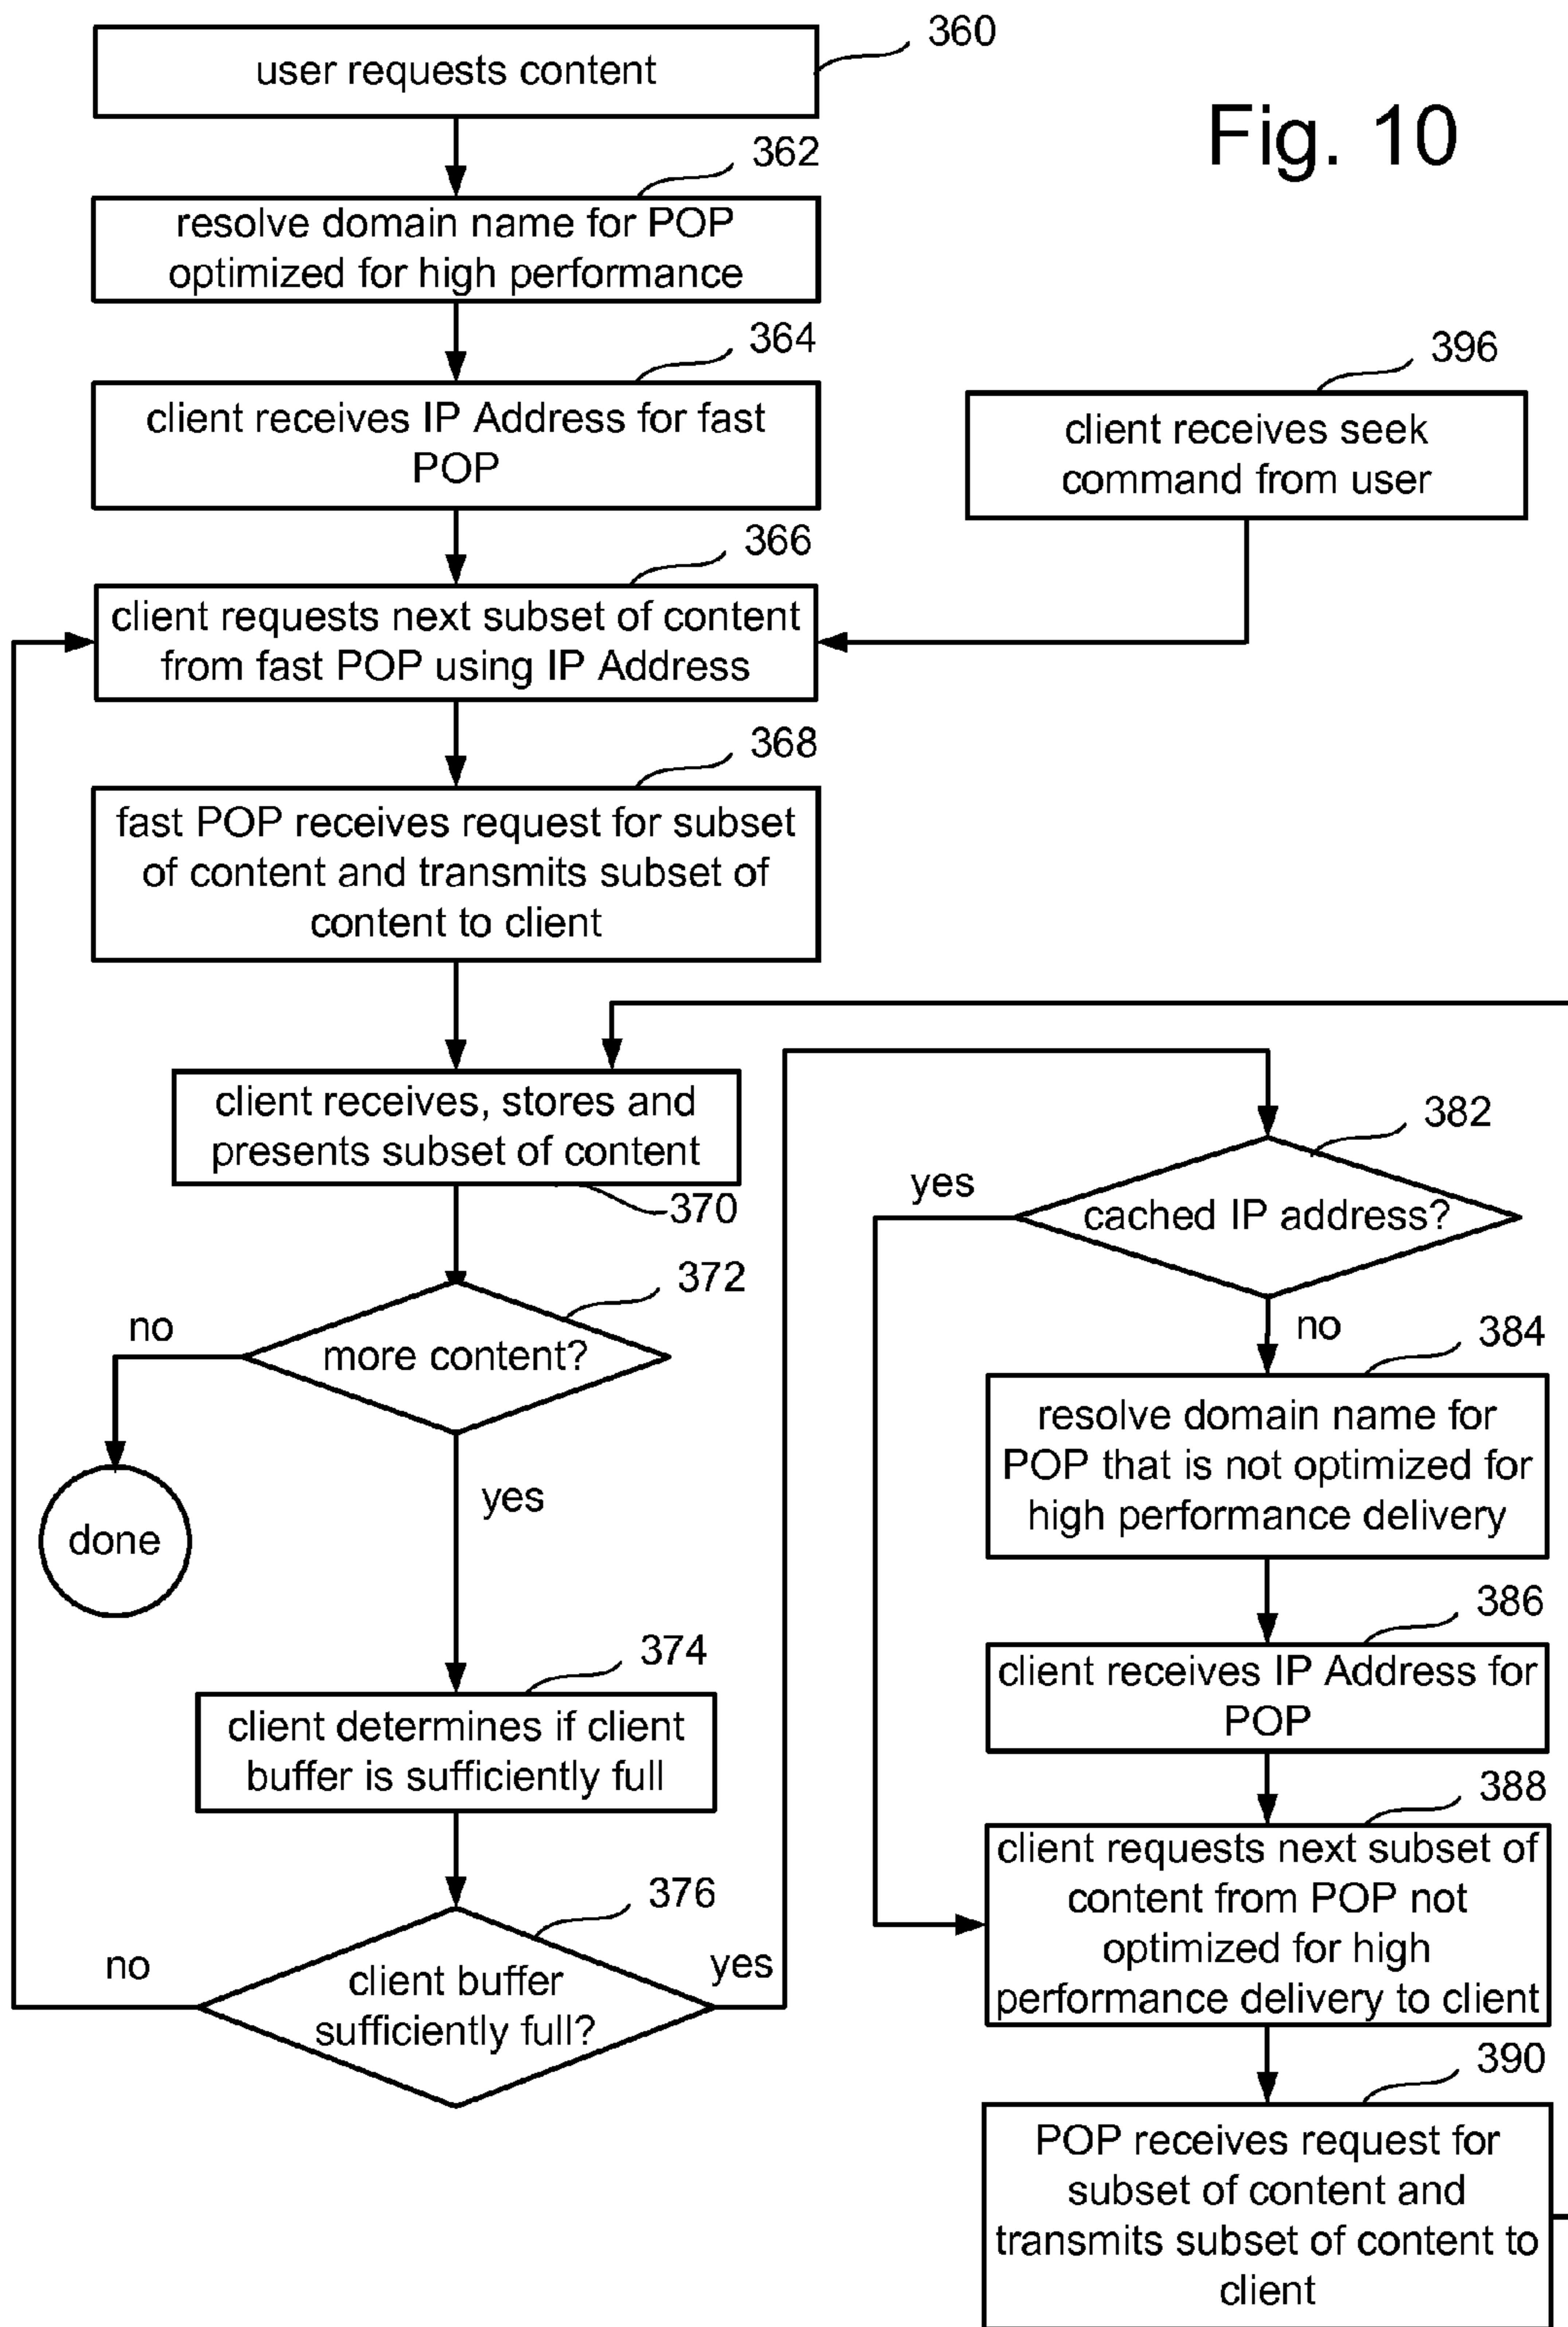 360
user requests content
Fig. 10
362
resolve domain name for POP
optimized for high performance
364
client receives IP Address for fast
POP
396
client receives seek
command from user
366
client requests next subset of content
from fast POP using IP Address
368
fast POP receives request for subset
of content and transmits subset of
content to client
client receives, stores and
presents subset of content
370
372
more content?
no
yes
done
374
client determines if client
buffer is sufficiently full
376
client buffer
sufficiently full?
no
yes
382
cached IP address?
yes
no
384
resolve domain name for
POP that is not optimized for
high performance delivery
386
client receives IP Address for
POP
388
client requests next subset of
content from POP not
optimized for high
performance delivery to client
390
POP receives request for
subset of content and
transmits subset of content to
client